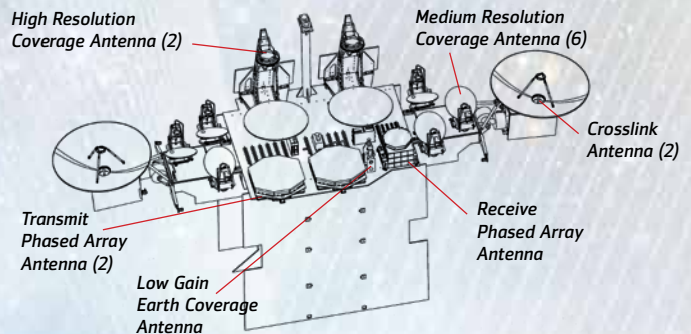 High Resolution
Coverage Antenna (2)
Medium Resolution
Coverage Antenna (6)
Crosslink
Antenna (2)
Receive
Phased Array
Antenna
Transmit
Phased Array
Antenna (2)
Low Gain
Earth Coverage
Antenna